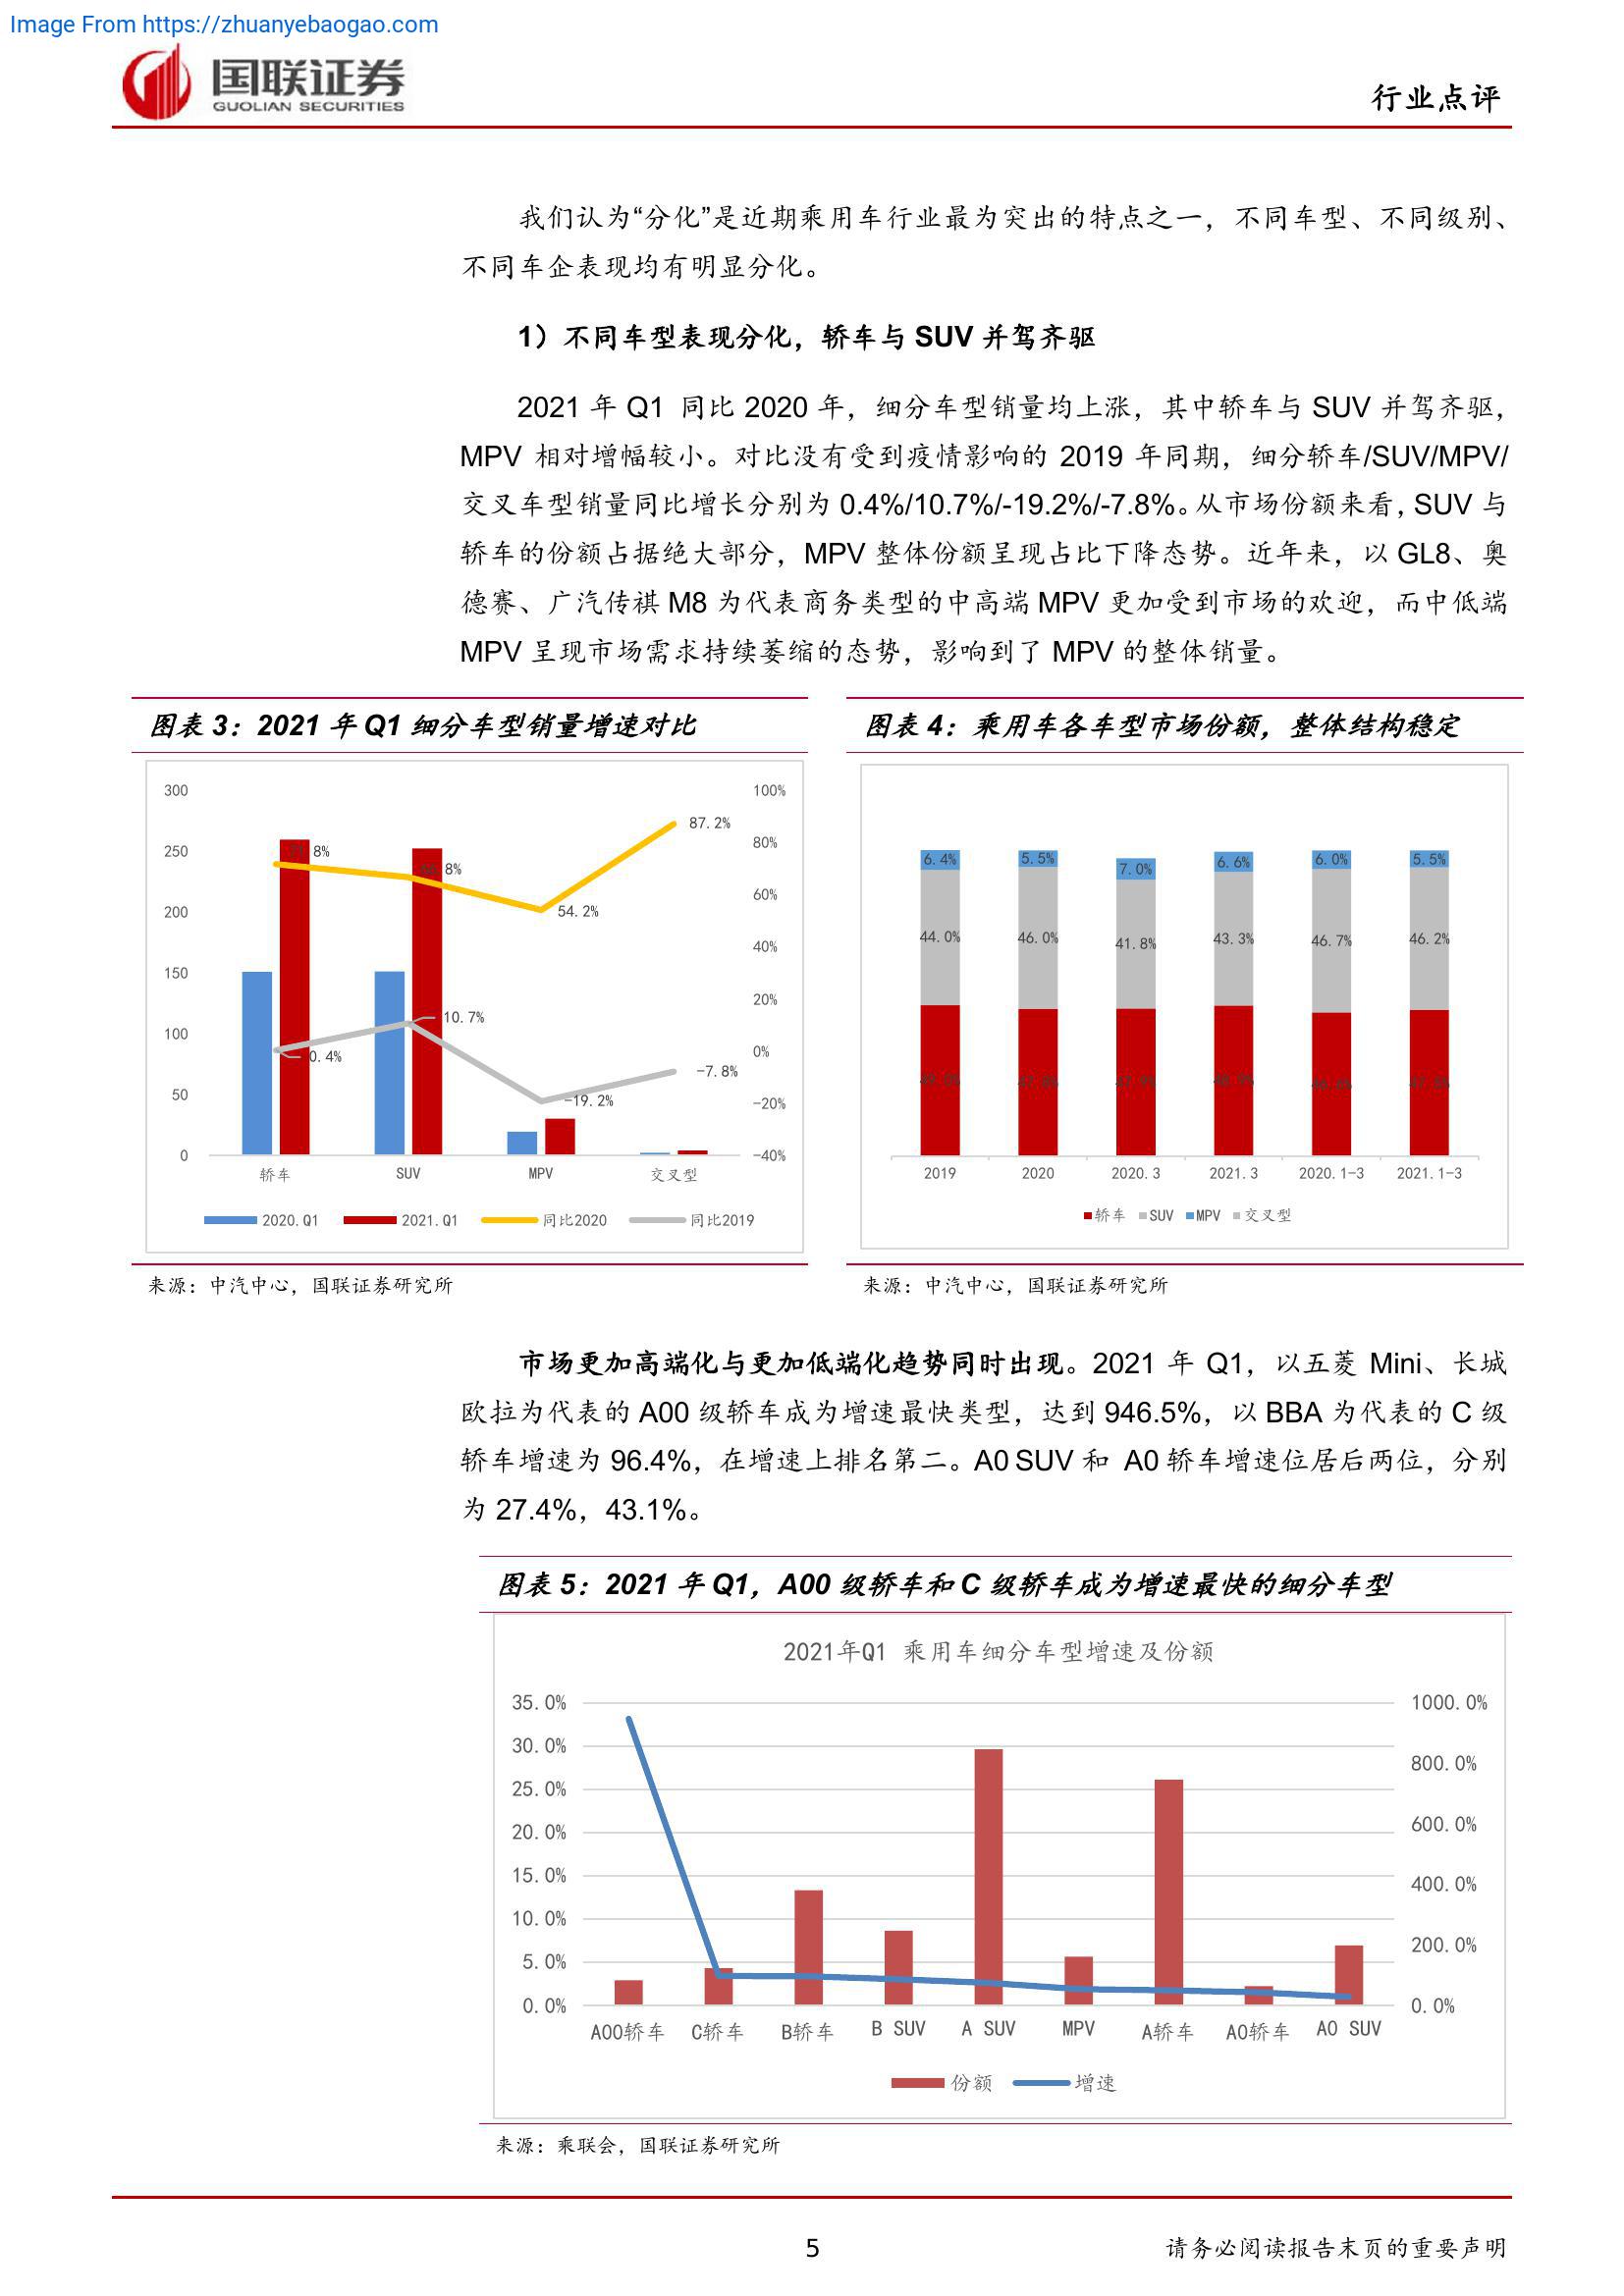 Image From https://zhuanyebaogao.com
国联证券
GUOLIAN SECURITIES
行业点评
我们认为“分化”是近期乘用车行业最为突出的特点之一，不同车型、不同级别、
不同车企表现均有明显分化。
1）不同车型表现分化，轿车与 SUV 并驾齐驱
2021 年 Q1 同比 2020 年，细分车型销量均上涨，其中轿车与 SUV 并驾齐驱，
MPV 相对增幅较小。对比没有受到疫情影响的 2019 年同期，细分轿车/SUV/MPV/
交叉车型销量同比增长分别为 0.4%/10.7%/-19.2%/-7.8%。从市场份额来看，SUV 与
轿车的份额占据绝大部分，MPV 整体份额呈现占比下降态势。近年来，以 GL8、奥
德赛、广汽传祺 M8 为代表商务类型的中高端 MPV 更加受到市场的欢迎，而中低端
MPV 呈现市场需求持续萎缩的态势，影响到了 MPV 的整体销量。
图表 3：2021 年 Q1 细分车型销量增速对比
300
250
200
150
100
50
0
100%
80%
60%
40%
20%
0%
-20%
-40%
87.2%
54.2%
10.7%
0.4%
-19.2%
-7.8%
轿车 SUV MPV 交叉型
2020.Q1 2021.Q1 同比2020 同比2019
来源：中汽中心，国联证券研究所
图表 4：乘用车各车型市场份额，整体结构稳定
6.4% 5.5% 7.0% 6.6% 6.0% 5.5%
44.0% 46.0% 41.8% 43.3% 46.7% 46.2%
2019 2020 2020.3 2021.3 2020.1-3 2021.1-3
轿车 SUV MPV 交叉型
来源：中汽中心，国联证券研究所
市场更加高端化与更加低端化趋势同时出现。2021 年 Q1，以五菱 Mini、长城
欧拉为代表的 A00 级轿车成为增速最快类型，达到 946.5%，以 BBA 为代表的 C 级
轿车增速为 96.4%，在增速上排名第二。A0 SUV 和 A0 轿车增速位居后两位，分别
为 27.4%，43.1%。
图表 5：2021 年 Q1，A00 级轿车和 C 级轿车成为增速最快的细分车型
2021年Q1 乘用车细分车型增速及份额
35.0%
30.0%
25.0%
20.0%
15.0%
10.0%
5.0%
0.0%
1000.0%
800.0%
600.0%
400.0%
200.0%
0.0%
A00轿车 C轿车 B轿车 B SUV A SUV MPV A轿车 A0轿车 A0 SUV
份额 增速
来源：乘联会，国联证券研究所
5
请务必阅读报告末页的重要声明